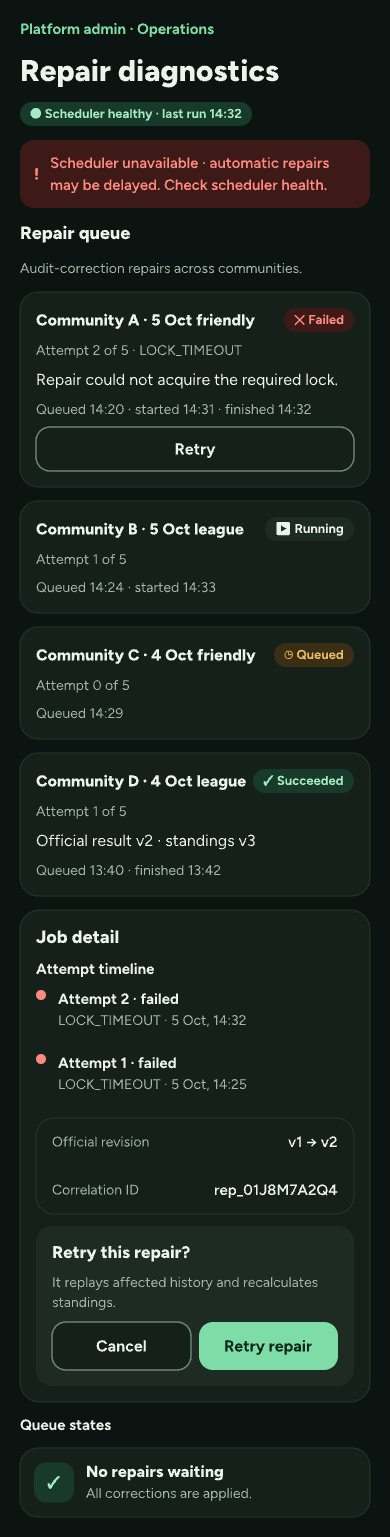 Platform admin · Operations
Repair diagnostics
Scheduler healthy · last run 14:32
! Scheduler unavailable · automatic repairs
may be delayed. Check scheduler health.
Repair queue
Audit-correction repairs across communities.
Community A · 5 Oct friendly
Failed
Attempt 2 of 5 · LOCK_TIMEOUT
Repair could not acquire the required lock.
Queued 14:20 · started 14:31 · finished 14:32
Retry
Community B · 5 Oct league
Running
Attempt 1 of 5
Queued 14:24 · started 14:33
Community C · 4 Oct friendly
Queued
Attempt 0 of 5
Queued 14:29
Community D · 4 Oct league
✓ Succeeded
Attempt 1 of 5
Official result v2 · standings v3
Queued 13:40 · finished 13:42
Job detail
Attempt timeline
Attempt 2 · failed
LOCK_TIMEOUT · 5 Oct, 14:32
Attempt 1 · failed
LOCK_TIMEOUT · 5 Oct, 14:25
Official revision
v1 → v2
Correlation ID
rep_01J8M7A2Q4
Retry this repair?
It replays affected history and recalculates
standings.
Cancel
Retry repair
Queue states
✓
No repairs waiting
All corrections are applied.